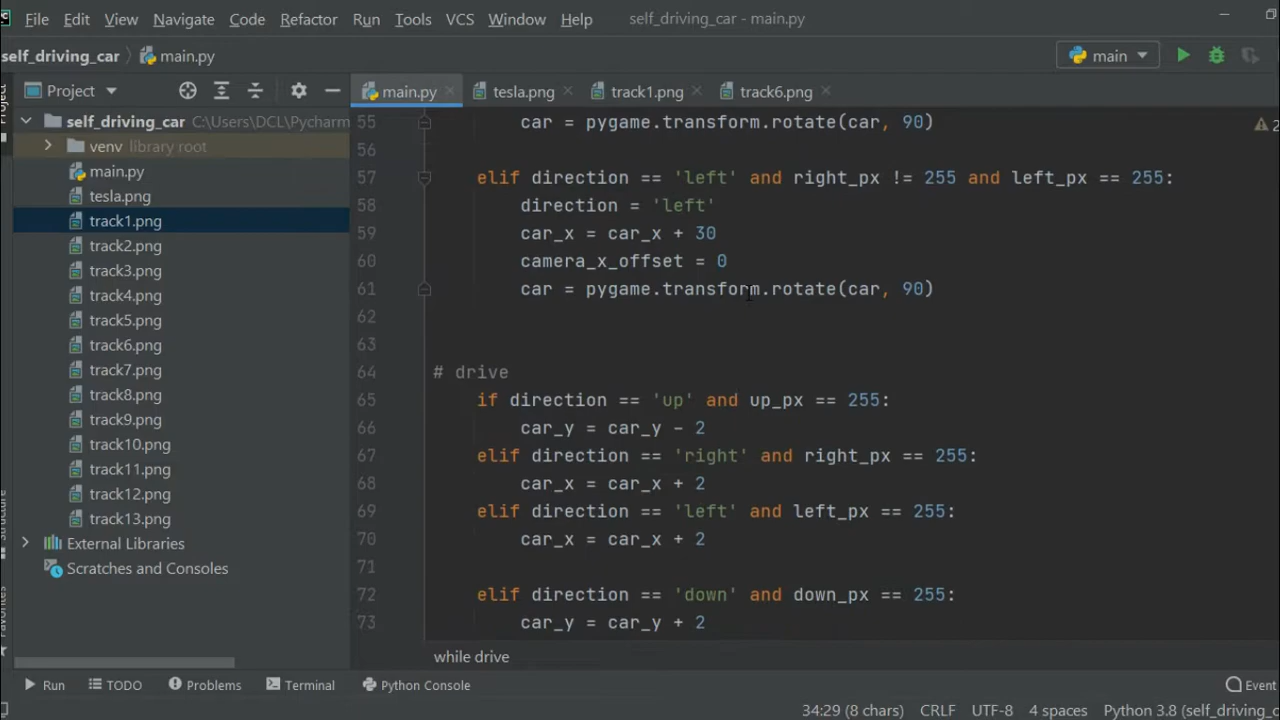 File Edit View Navigate Code Refactor Run Tools VCS Window Help self_driving_car - main.py
self_driving_car main.py main
Project main.py tesla.png track1.png track6.png
self_driving_car C:\Users\DCL\Pycharm
venv library root
main.py
tesla.png
track1.png
track2.png
track3.png
track4.png
track5.png
track6.png
track7.png
track8.png
track9.png
track10.png
track11.png
track12.png
track13.png
External Libraries
Scratches and Consoles
55 car = pygame.transform.rotate(car, 90)
56
57 elif direction == 'left' and right_px != 255 and left_px == 255:
58 direction = 'left'
59 car_x = car_x + 30
60 camera_x_offset = 0
61 car = pygame.transform.rotate(car, 90)
62
63
64 # drive
65 if direction == 'up' and up_px == 255:
66 car_y = car_y - 2
67 elif direction == 'right' and right_px == 255:
68 car_x = car_x + 2
69 elif direction == 'left' and left_px == 255:
70 car_x = car_x + 2
71
72 elif direction == 'down' and down_px == 255:
73 car_y = car_y + 2
while drive
Run TODO Problems Terminal Python Console Event
34:29 (8 chars) CRLF UTF-8 4 spaces Python 3.8 (self_driving_c